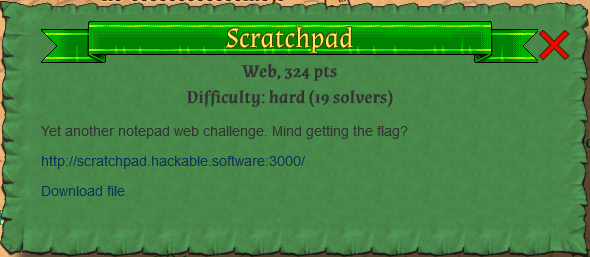 Scratchpad
Web, 324 pts
Difficulty: hard (19 solvers)
Yet another notepad web challenge. Mind getting the flag?
http://scratchpad.hackable.software:3000/
Download file